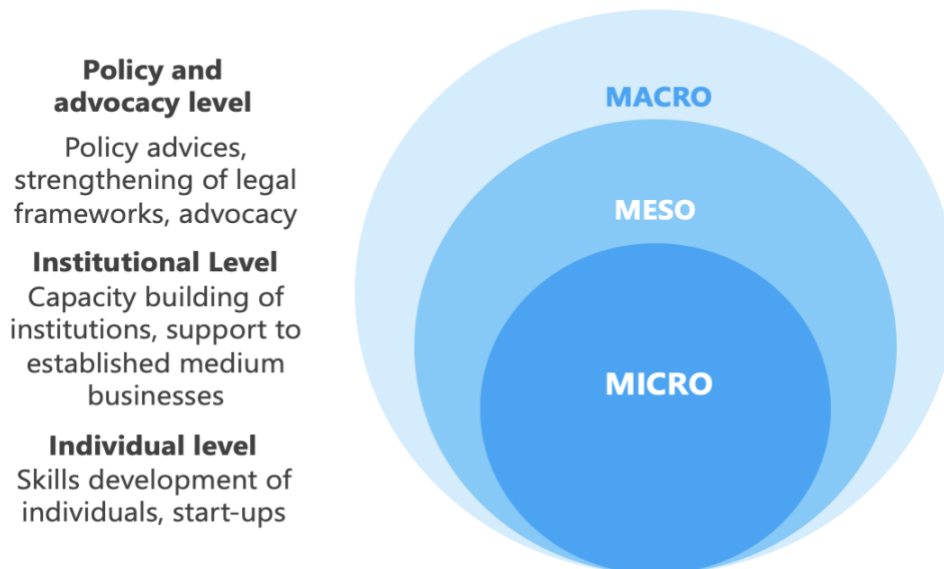 Policy and
advocacy level
Policy advices,
strengthening of legal
frameworks, advocacy
Institutional Level
Capacity building of
institutions, support to
established medium
businesses
Individual level
Skills development of
individuals, start-ups
MACRO
MESO
MICRO